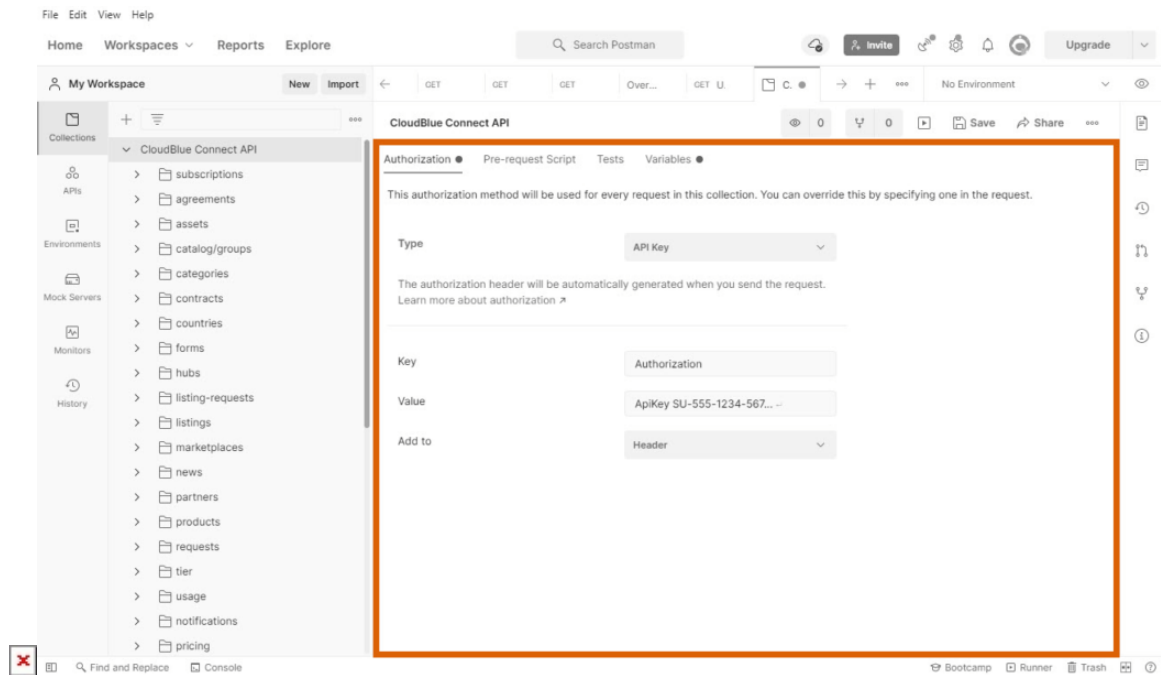 File Edit View Help
Home Workspaces Reports Explore Search Postman Invite Upgrade
My Workspace New Import GET GET GET Over... GET U. C. No Environment
Collections
APIs
Environments
Mock Servers
Monitors
History
CloudBlue Connect API
subscriptions
agreements
assets
catalog/groups
categories
contracts
countries
forms
hubs
listing-requests
listings
marketplaces
news
partners
products
requests
tier
usage
notifications
pricing
CloudBlue Connect API 0 0 Save Share
Authorization Pre-request Script Tests Variables
This authorization method will be used for every request in this collection. You can override this by specifying one in the request.
Type API Key
The authorization header will be automatically generated when you send the request.
Learn more about authorization
Key Authorization
Value ApiKey SU-555-1234-567...
Add to Header
Find and Replace Console Bootcamp Runner Trash